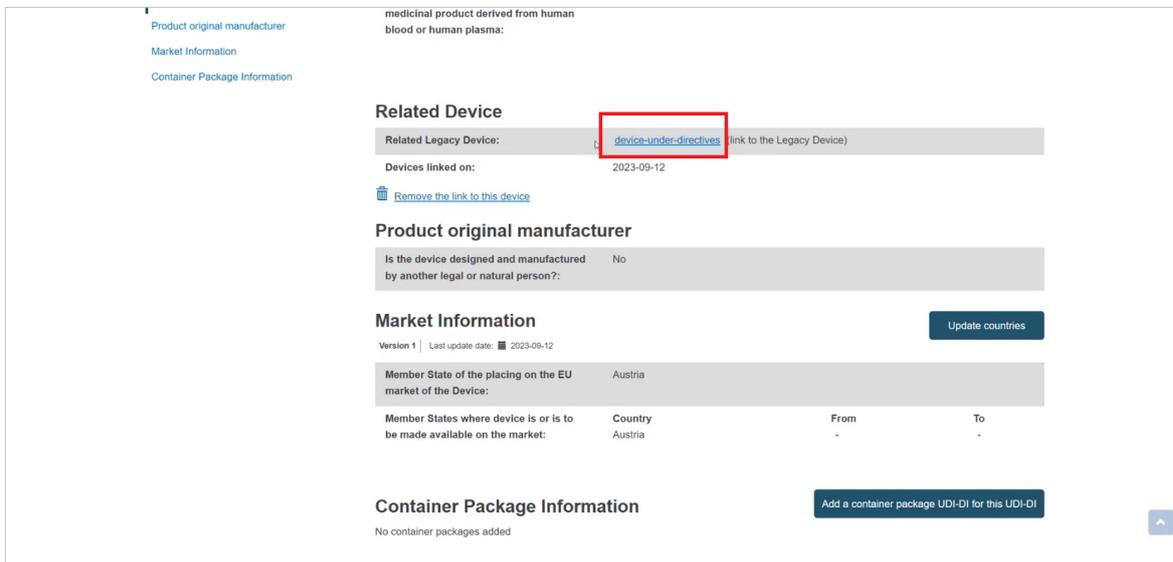 Product original manufacturer
Market Information
Container Package Information
medicinal product derived from human
blood or human plasma:
Related Device
Related Legacy Device: device-under-directives (link to the Legacy Device)
Devices linked on: 2023-09-12
Remove the link to this device
Product original manufacturer
Is the device designed and manufactured No
by another legal or natural person?:
Market Information Update countries
Version 1 Last update date: 2023-09-12
Member State of the placing on the EU Austria
market of the Device:
Member States where device is or is to Country From To
be made available on the market: Austria - -
Container Package Information Add a container package UDI-DI for this UDI-DI
No container packages added